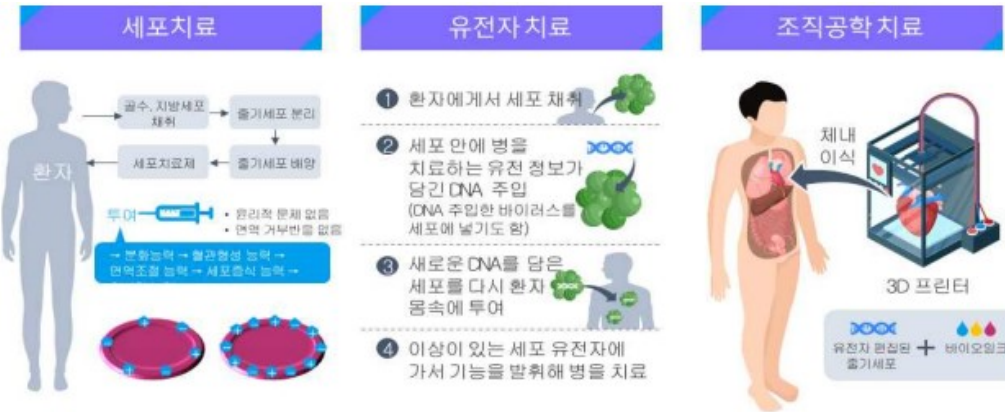 세포치료
환자
골수, 지방세포
채취
줄기세포 분리
세포치료제
줄기세포 배양
투여
• 윤리적 문제 없음
• 면역 거부반응 없음
→ 분화능력 → 혈관형성 능력 →
면역조절 능력 → 세포증식 능력 →
유전자 치료
1 환자에게서 세포 채취
2 세포 안에 병을
치료하는 유전 정보가
담긴 DNA 주입
(DNA 주입한 바이러스를
세포에 넣기도 함)
3 새로운 DNA를 담은
세포를 다시 환자
몸속에 투여
4 이상이 있는 세포 유전자에
가서 기능을 발휘해 병을 치료
조직공학 치료
체내
이식
3D 프린터
유전자 편집된
줄기세포
+
바이오잉크